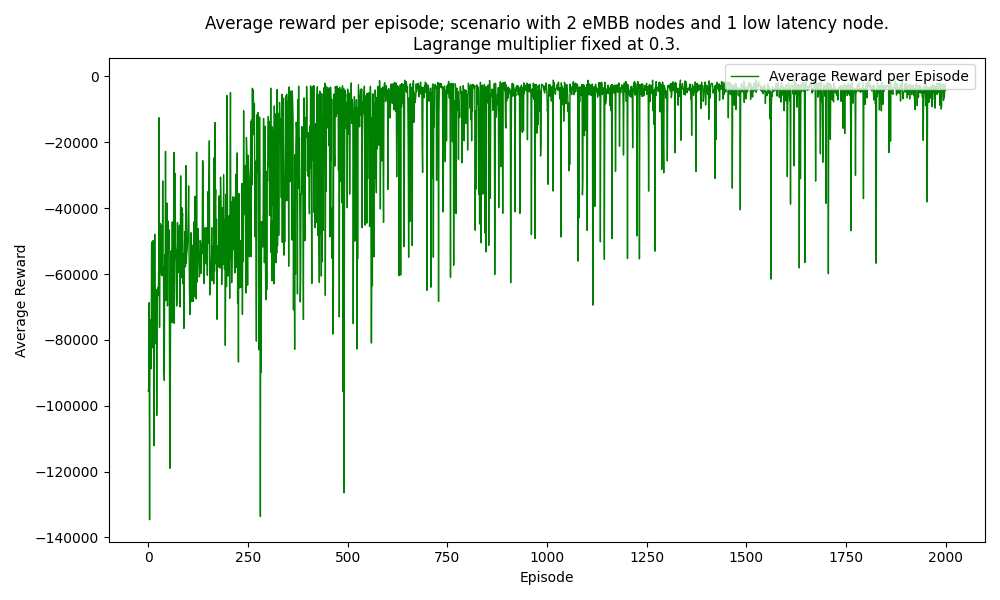 Average reward per episode; scenario with 2 eMBB nodes and 1 low latency node.
Lagrange multiplier fixed at 0.3.
Average Reward per Episode
Average Reward
0
−20000
−40000
−60000
−80000
−100000
−120000
−140000
0 250 500 750 1000 1250 1500 1750 2000
Episode